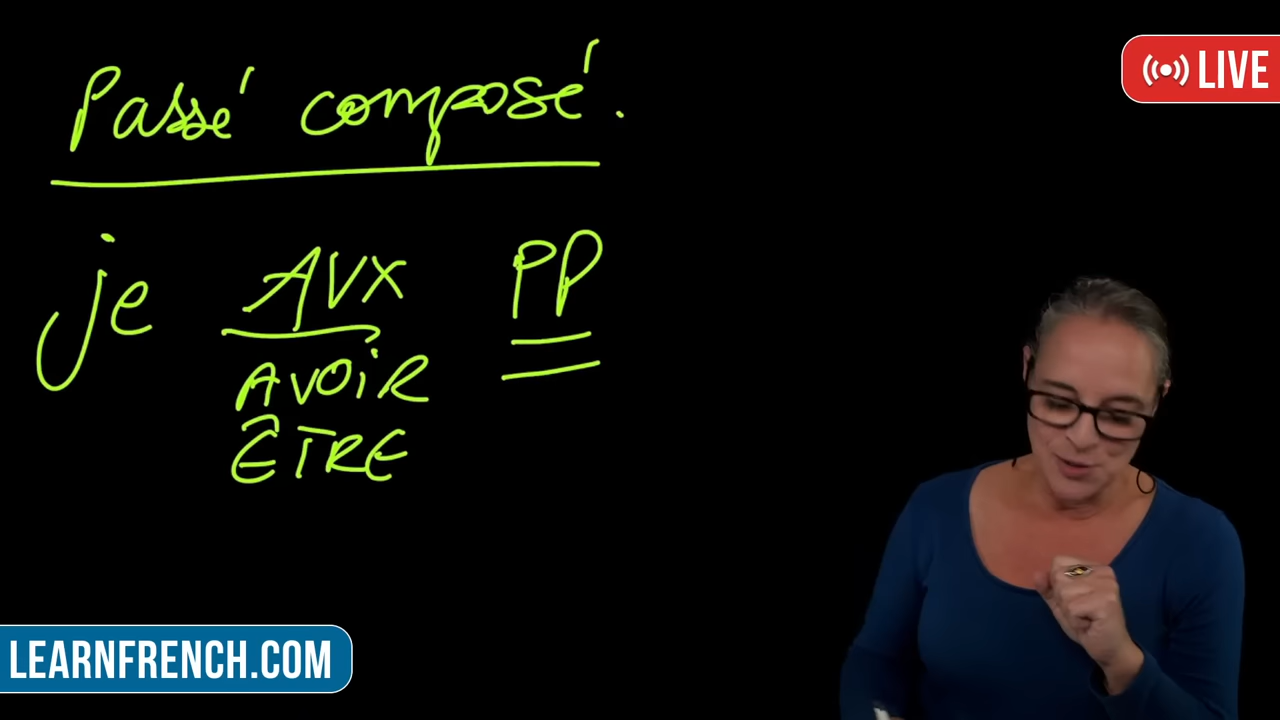 Passé composé.
je AVX PP
AVOIR
ÊTRE
LIVE
LEARNFRENCH.COM